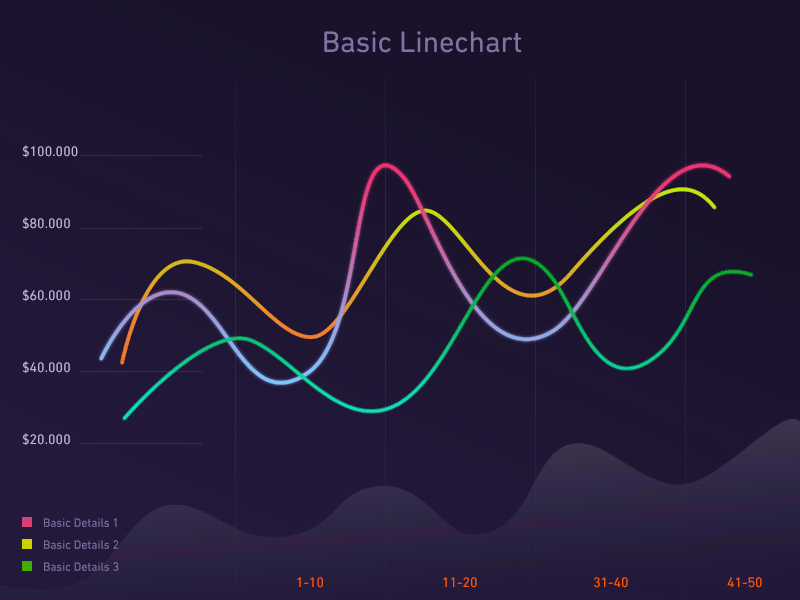 Basic Linechart
$100.000
$80.000
$60.000
$40.000
$20.000
Basic Details 1
Basic Details 2
Basic Details 3
1-10
11-20
31-40
41-50